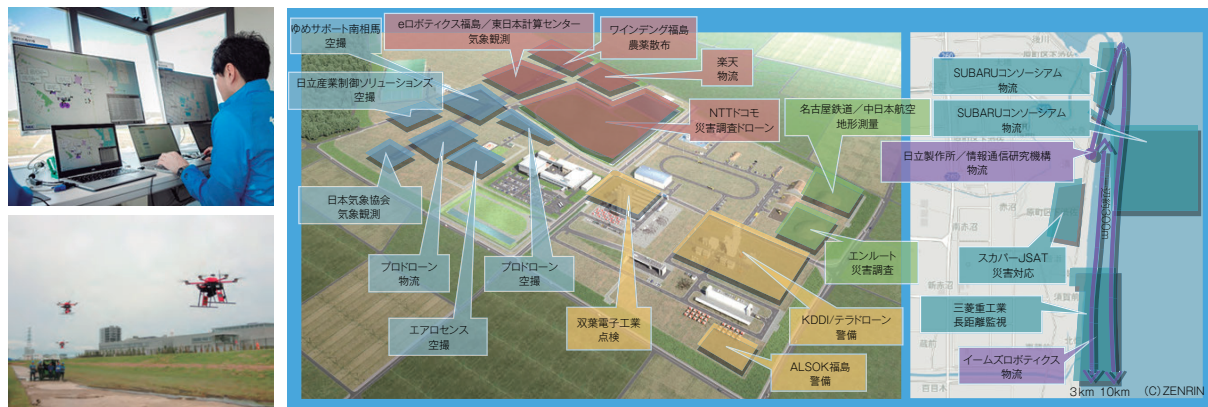 ゆめサポート南相馬
空撮
eロボティクス福島／東日本計算センター
気象観測
ワインデング福島
農薬散布
楽天
物流
日立産業制御ソリューションズ
空撮
NTTドコモ
災害調査ドローン
名古屋鉄道／中日本航空
地形測量
日本気象協会
気象観測
プロドローン
物流
プロドローン
空撮
エアロセンス
空撮
双葉電子工業
点検
エンルート
災害調査
KDDI/テラドローン
警備
ALSOK福島
警備
SUBARUコンソーシアム
物流
SUBARUコンソーシアム
物流
日立製作所／情報通信研究機構
物流
赤沼
南赤沼
スカパーJSAT
災害対応
三菱重工業
長距離監視
イームズロボティクス
物流
3km 10km
(C)ZENRIN